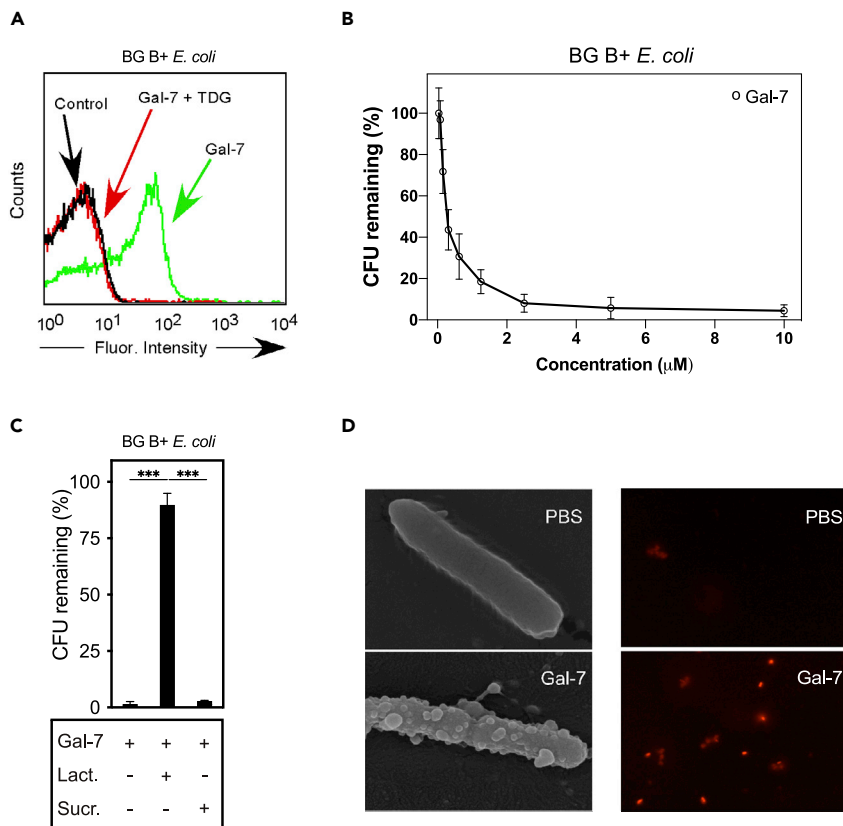 A
BG B+ E. coli
Control
Gal-7 + TDG
Gal-7
Counts
10⁰ 10¹ 10² 10³ 10⁴
Fluor. Intensity
B
BG B+ E. coli
Gal-7
CFU remaining (%)
100
80
60
40
20
0
0 2 4 6 8 10
Concentration (μM)
C
BG B+ E. coli
*** ***
CFU remaining (%)
100
75
50
25
0
Gal-7 + + +
Lact. - + -
Sucr. - - +
D
PBS PBS
Gal-7 Gal-7